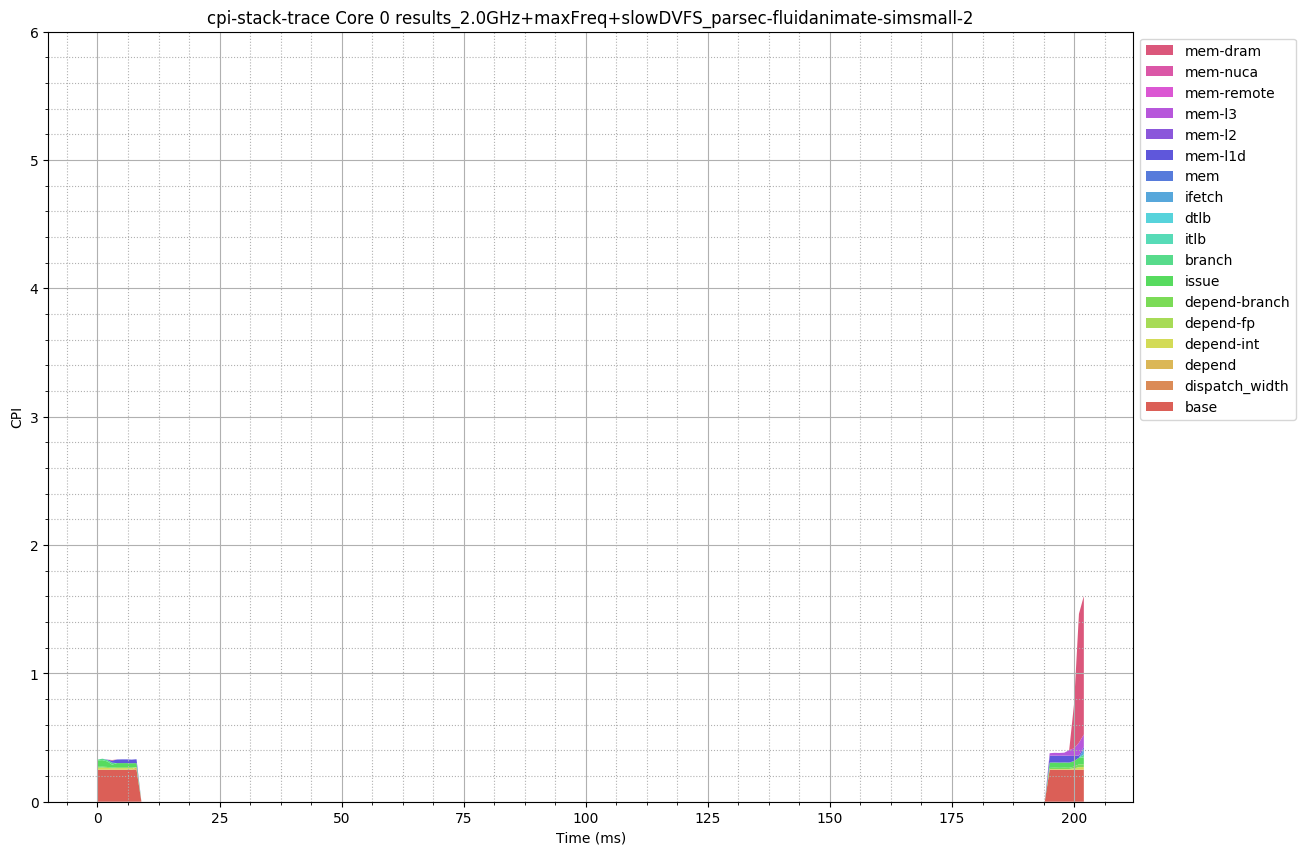 cpi-stack-trace Core 0 results_2.0GHz+maxFreq+slowDVFS_parsec-fluidanimate-simsmall-2
6
5
4
3
2
1
0
CPI
0 25 50 75 100 125 150 175 200
Time (ms)
mem-dram
mem-nuca
mem-remote
mem-l3
mem-l2
mem-l1d
mem
ifetch
dtlb
itlb
branch
issue
depend-branch
depend-fp
depend-int
depend
dispatch_width
base